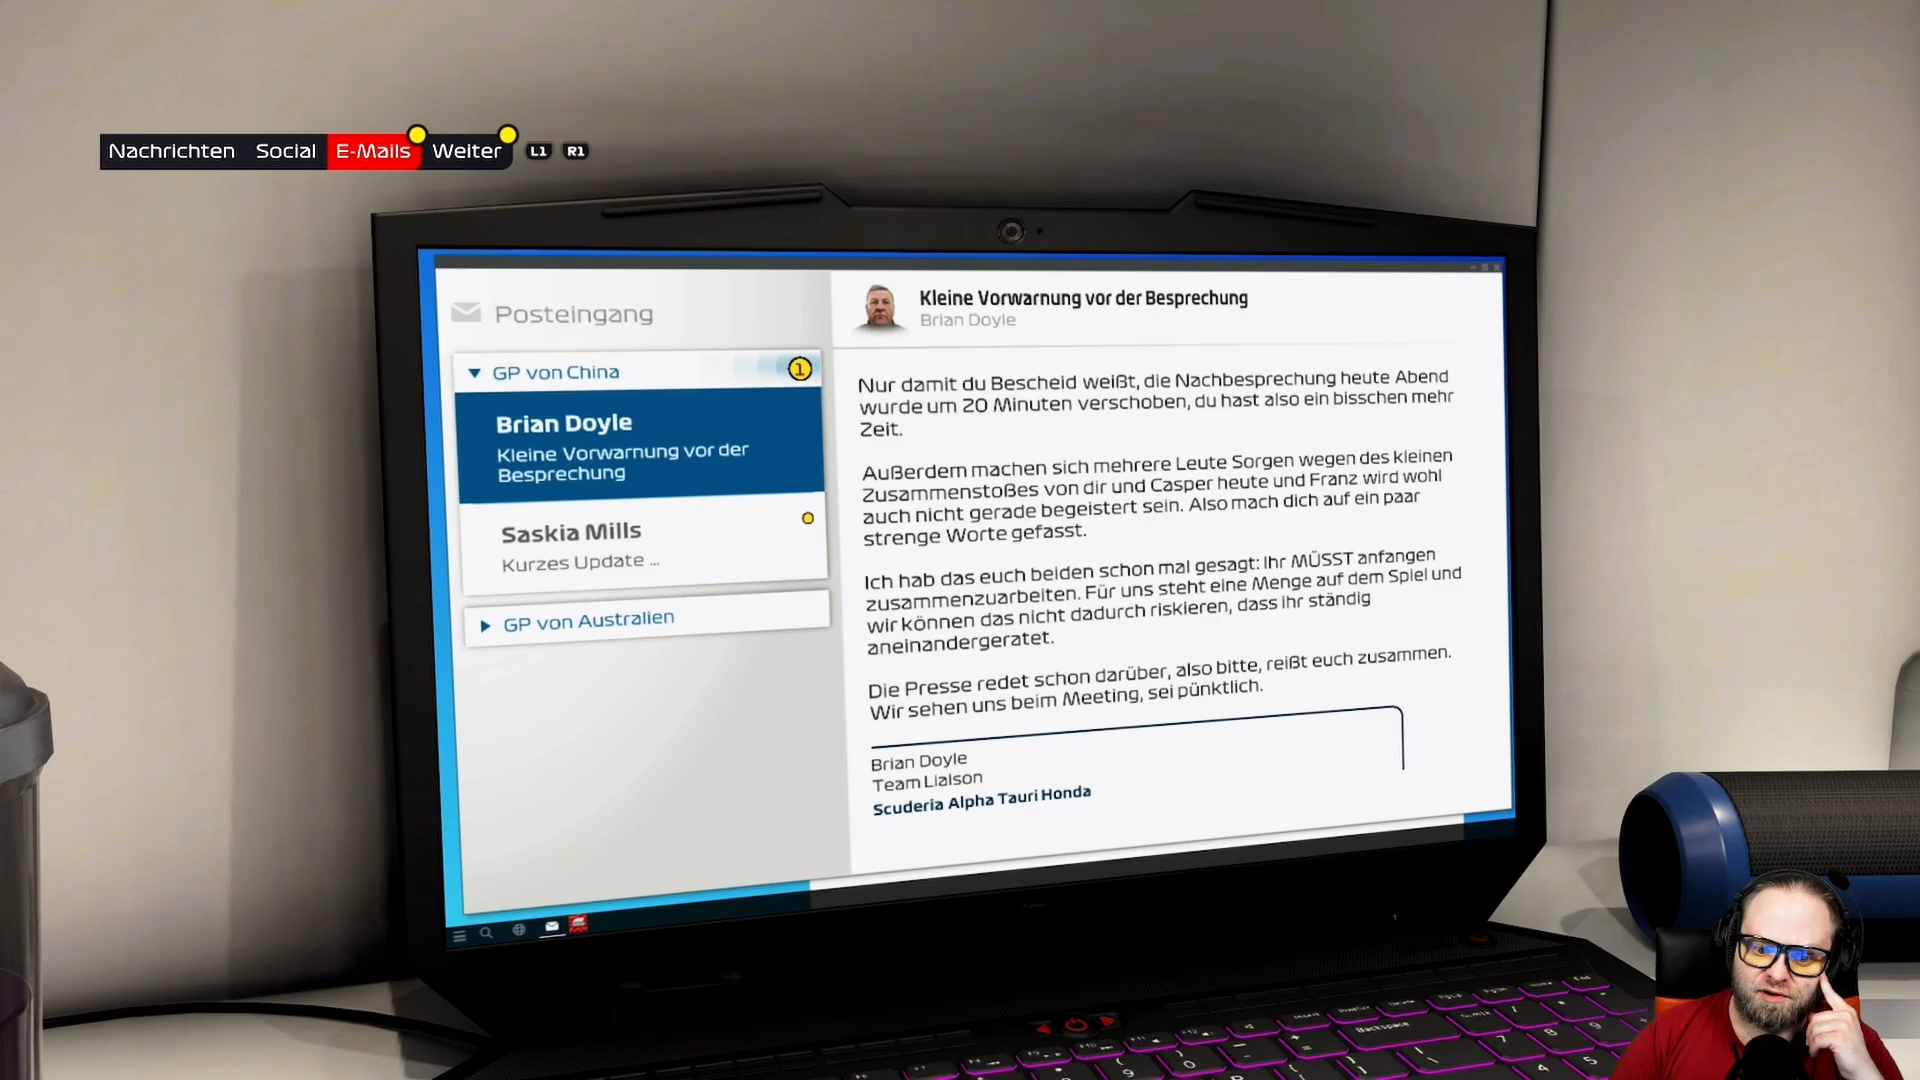 Nachrichten Social E-Mails Weiter L1 R1
Posteingang
GP von China 1
Brian Doyle
Kleine Vorwarnung vor der
Besprechung
Saskia Mills
Kurzes Update ...
GP von Australien
Kleine Vorwarnung vor der Besprechung
Brian Doyle
Nur damit du Bescheid weißt, die Nachbesprechung heute Abend
wurde um 20 Minuten verschoben, du hast also ein bisschen mehr
Zeit.
Außerdem machen sich mehrere Leute Sorgen wegen des kleinen
Zusammenstoßes von dir und Casper heute und Franz wird wohl
auch nicht gerade begeistert sein. Also mach dich auf ein paar
strenge Worte gefasst.
Ich hab das euch beiden schon mal gesagt: Ihr MÜSST anfangen
zusammenzuarbeiten. Für uns steht eine Menge auf dem Spiel und
wir können das nicht dadurch riskieren, dass ihr ständig
aneinandergeratet.
Die Presse redet schon darüber, also bitte, reißt euch zusammen.
Wir sehen uns beim Meeting, sei pünktlich.
Brian Doyle
Team Liaison
Scuderia Alpha Tauri Honda
Backspace